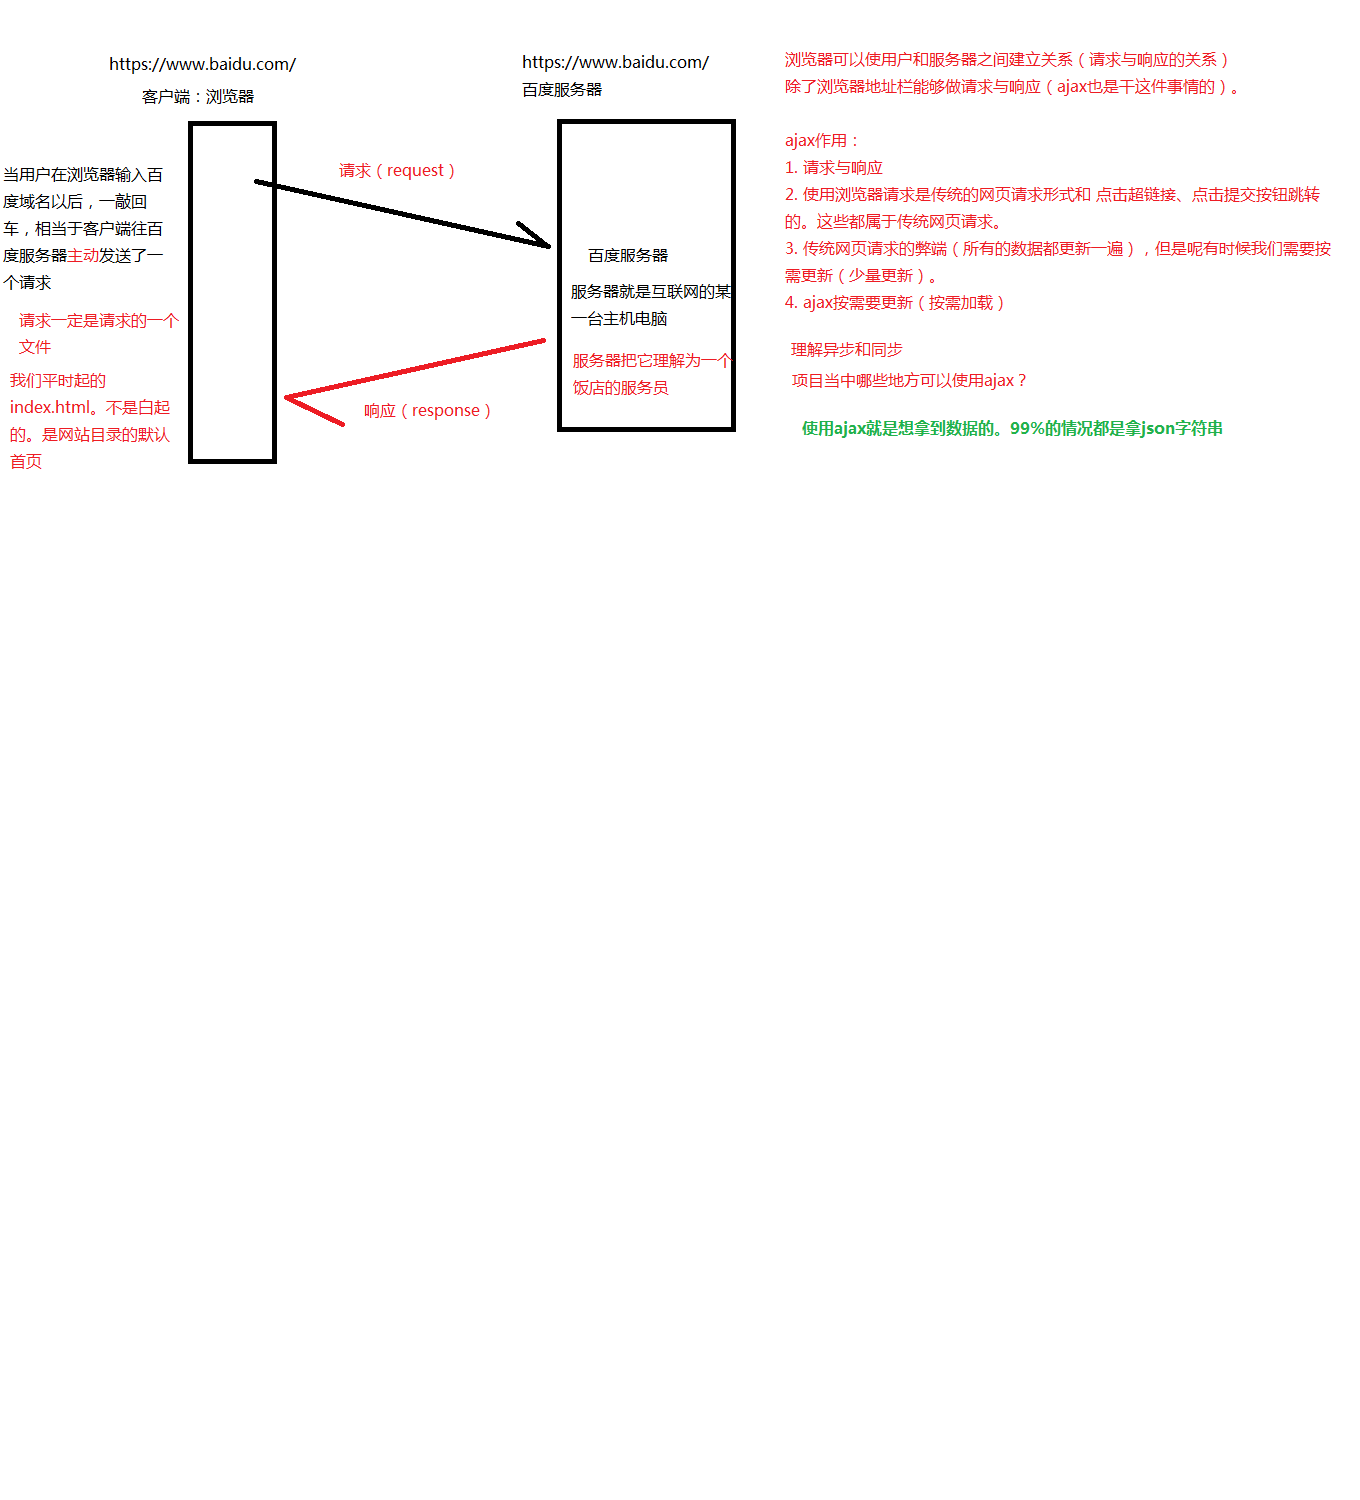 https://www.baidu.com/
客户端：浏览器
当用户在浏览器输入百
度域名以后，一敲回
车，相当于客户端往百
度服务器主动发送了一
个请求
请求一定是请求的一个
文件
我们平时起的
index.html。不是白起
的。是网站目录的默认
首页
请求（request）
响应（response）
https://www.baidu.com/
百度服务器
百度服务器
服务器就是互联网的某
一台主机电脑
服务器把它理解为一个
饭店的服务员
浏览器可以使用户和服务器之间建立关系（请求与响应的关系）
除了浏览器地址栏能够做请求与响应（ajax也是干这件事情的）。
ajax作用：
1. 请求与响应
2. 使用浏览器请求是传统的网页请求形式和 点击超链接、点击提交按钮跳转
的。这些都属于传统网页请求。
3. 传统网页请求的弊端（所有的数据都更新一遍），但是呢有时候我们需要按
需更新（少量更新）。
4. ajax按需要更新（按需加载）
理解异步和同步
项目当中哪些地方可以使用ajax？
使用ajax就是想拿到数据的。99%的情况都是拿json字符串